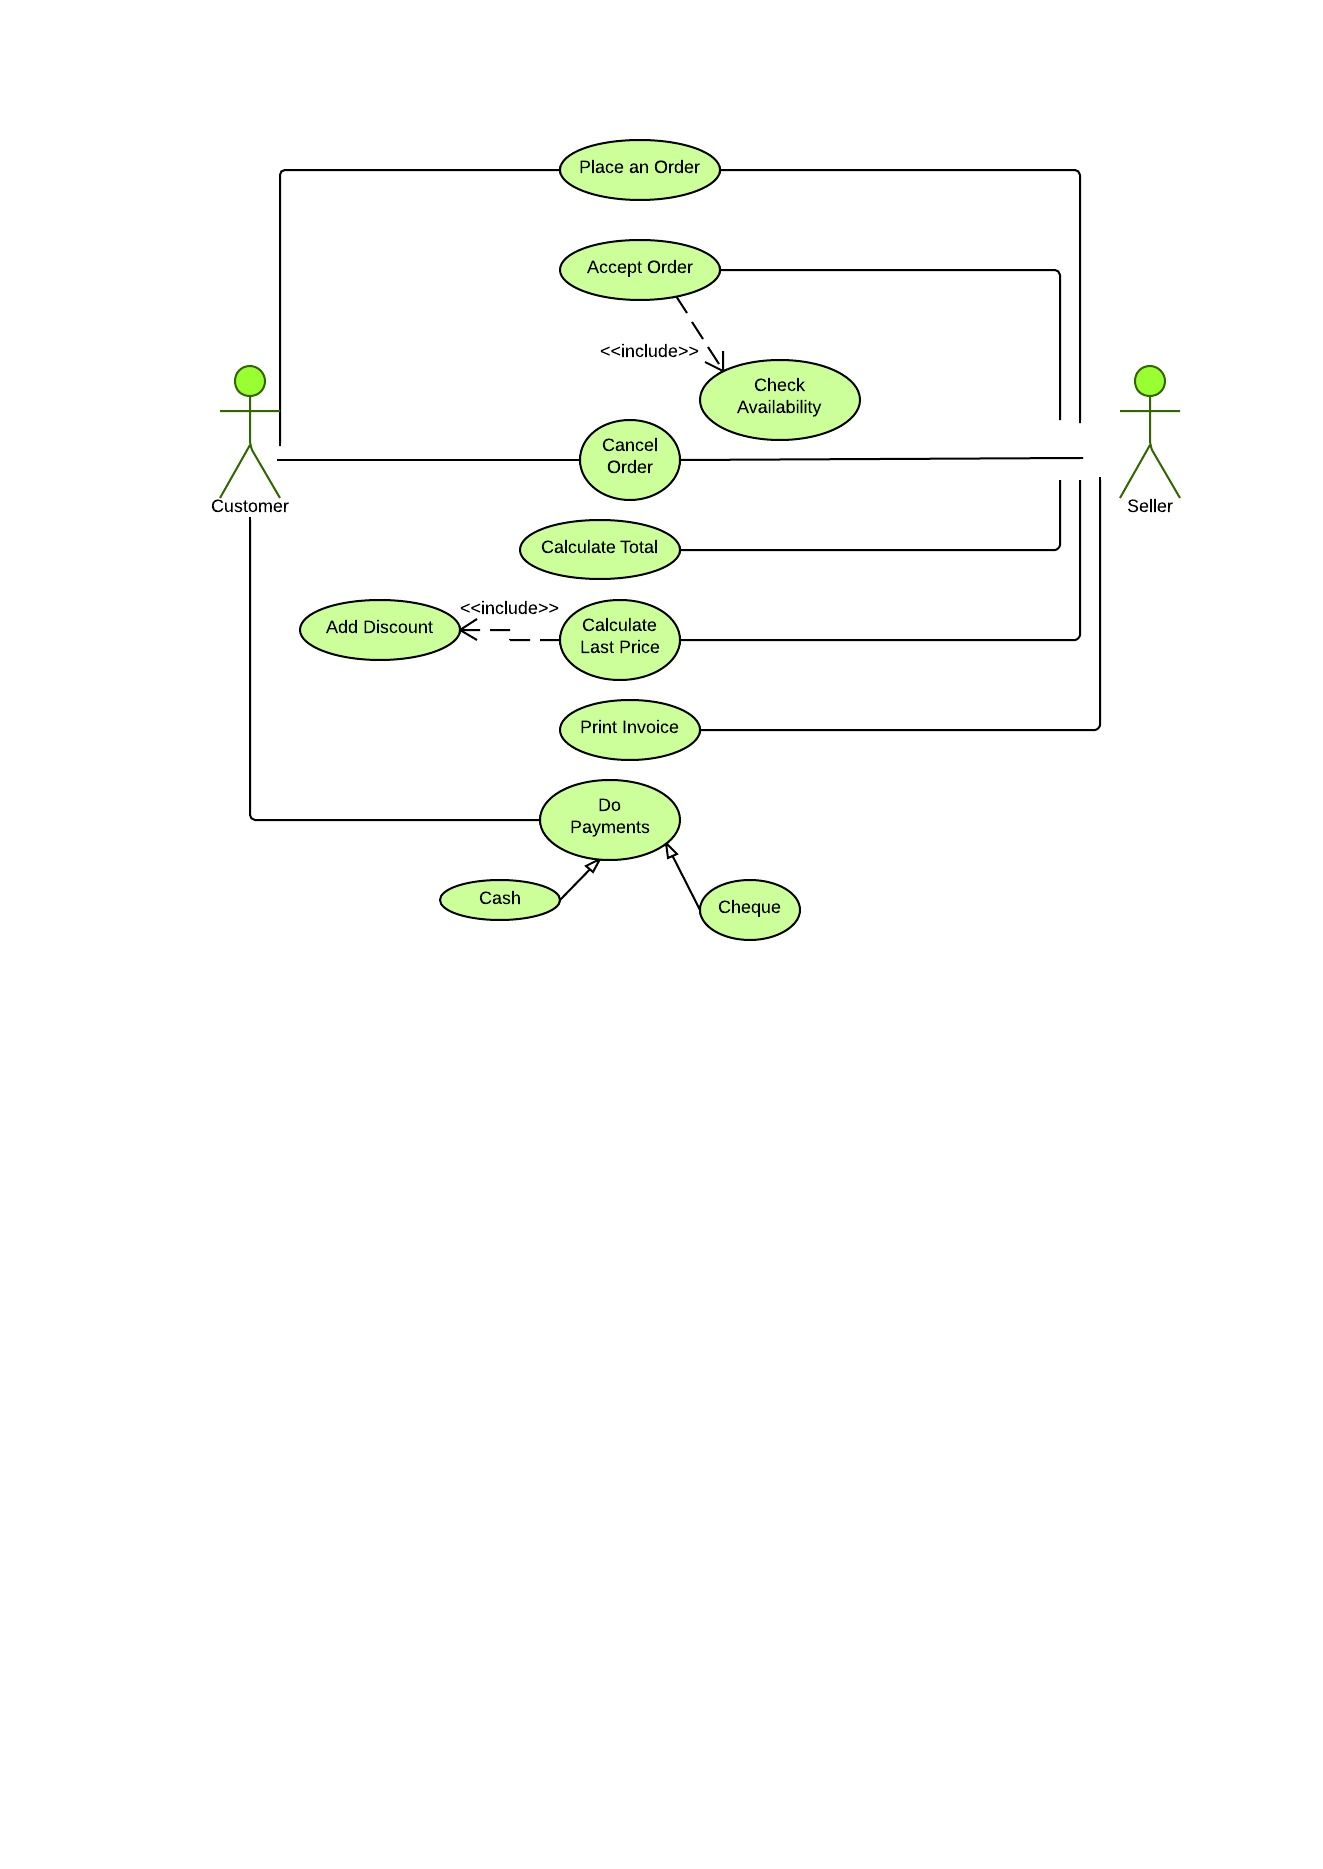 Place an Order
Accept Order
<<include>>
Check
Availability
Cancel
Order
Customer
Seller
Calculate Total
<<include>>
Add Discount
Calculate
Last Price
Print Invoice
Do
Payments
Cash
Cheque